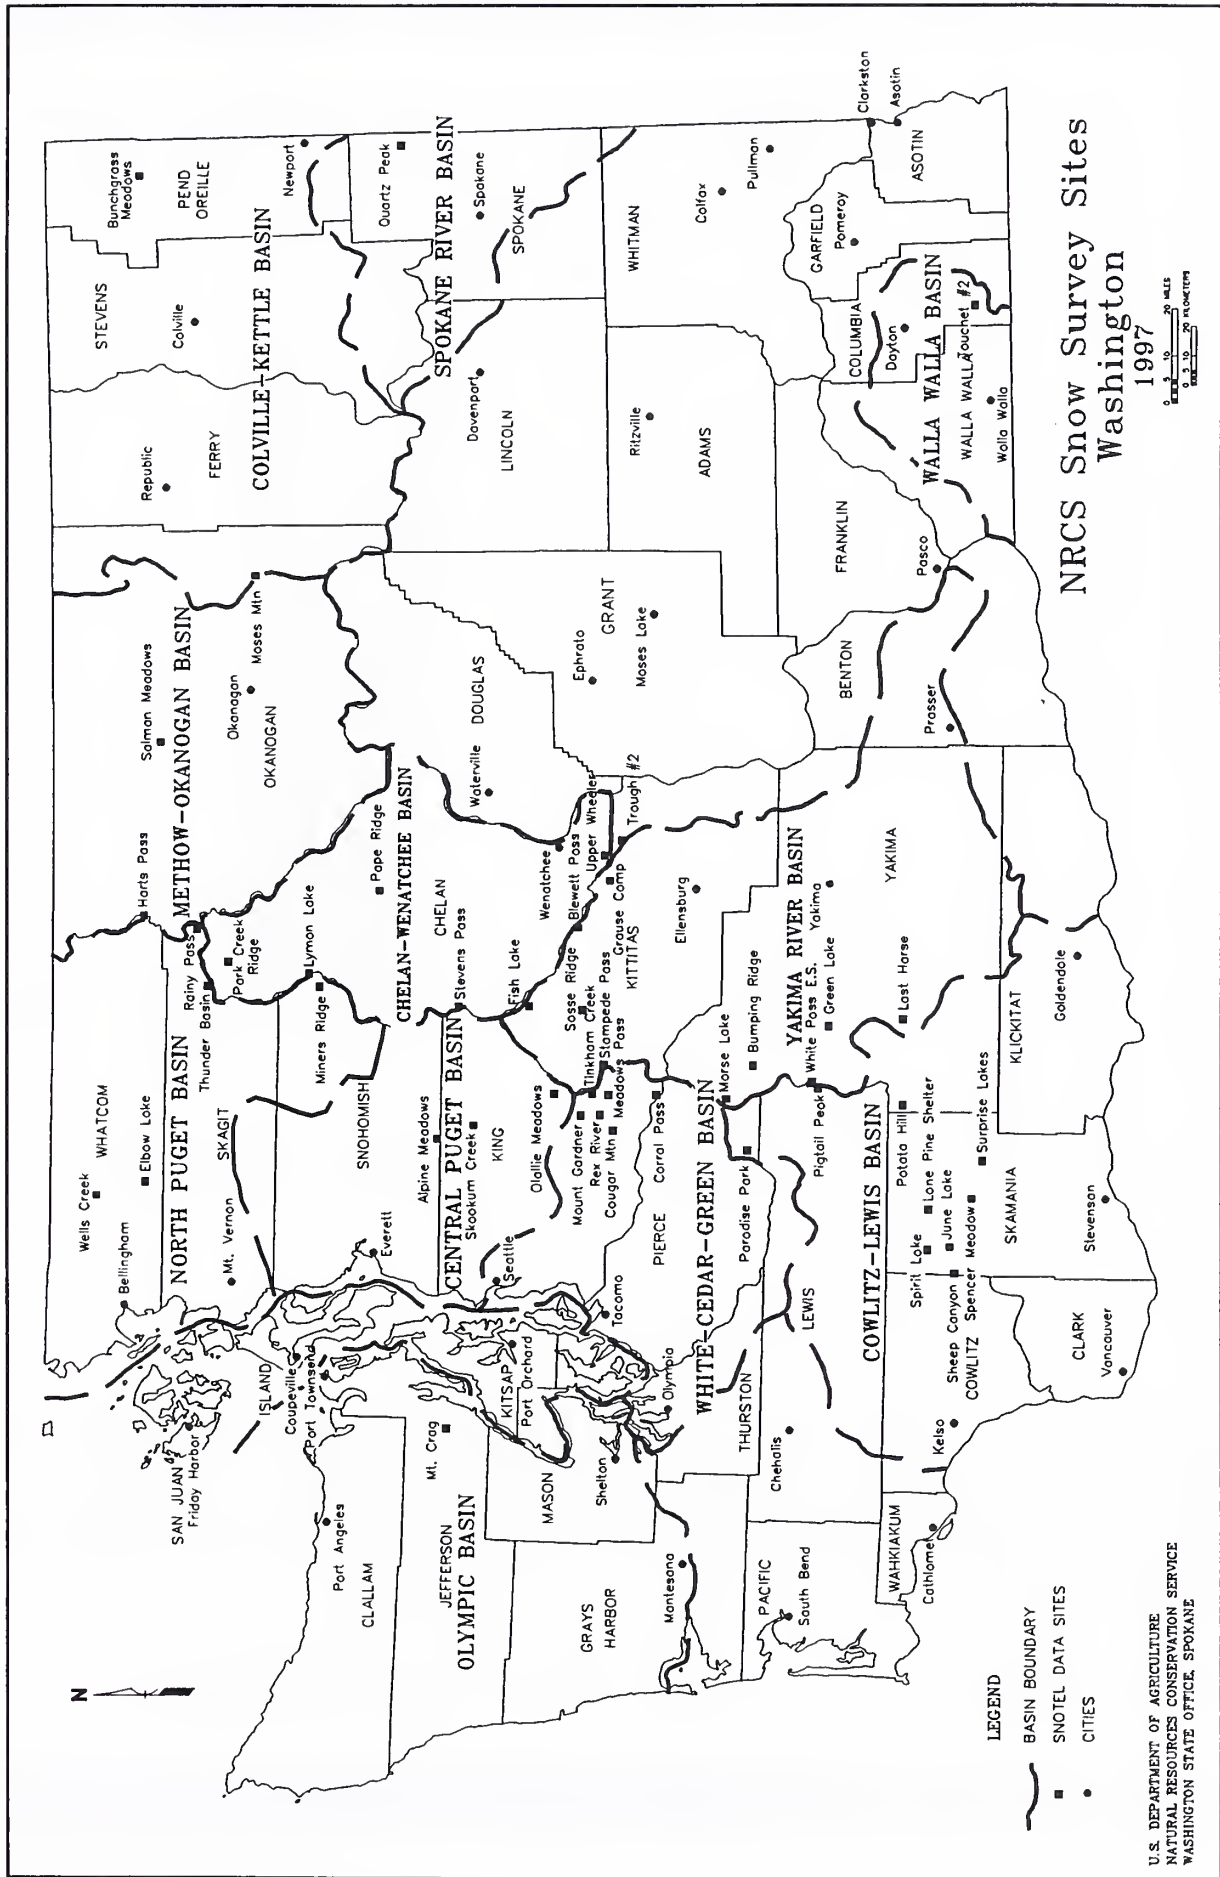 N
WHATCOM
Wells Creek
Bellingham
Elbow Lake
NORTH PUGET BASIN
SKAGIT
Mt. Vernon
Thunder Basin
Rainy Pass
Park Creek
Ridge
Harts Pass
METHOW-OKANOGAN BASIN
Salmon Meadows
Okanagan
Moses Mtn
OKANOGAN
Republic
FERRY
COLVILLE-KETTLE BASIN
STEVENS
Colville
Bunchgrass
Meadows
PEND
OREILLE
Newport
SAN JUAN
Friday Harbor
ISLAND
Coupeville
Port Townsend
Port Angeles
CLALLAM
Miners Ridge
Lyman Lake
SNOHOMISH
Everett
Pope Ridge
CHELAN-WENATCHEE BASIN
CHELAN
Stevens Pass
Alpine Meadows
CENTRAL PUGET BASIN
Skookum Creek
KING
Seattle
Mt. Crag
JEFFERSON
OLYMPIC BASIN
KITSAP
Port Orchard
MASON
Shelton
Quartz Peak
SPOKANE RIVER BASIN
Spokane
SPOKANE
Davenport
LINCOLN
Waterville
DOUGLAS
Fish Lake
Wenatchee
Blewett Pass
Upper Wheeler
Trough #2
Grouse Camp
Sasse Ridge
Olallie Meadows
Tinkham Creek
Stampede Pass
Mount Gardner
Rex River
Cougar Mtn
Meadows Pass
KITTITAS
Ellensburg
Ephrata
GRANT
Moses Lake
Ritzville
ADAMS
WHITMAN
Colfax
Pullman
Tacoma
PIERCE
Corral Pass
WHITE-CEDAR-GREEN BASIN
Olympia
GRAYS
HARBOR
Montesano
THURSTON
Morse Lake
Bumping Ridge
Paradise Park
YAKIMA RIVER BASIN
White Pass E.S.
Yakima
Green Lake
Pigtail Peak
YAKIMA
LEWIS
Chehalis
PACIFIC
South Bend
COWLITZ-LEWIS BASIN
Potato Hill
Lost Horse
Lone Pine Shelter
Spirit Lake
June Lake
Sheep Canyon
Spencer Meadow
COWLITZ
Surprise Lakes
SKAMANIA
Kelso
WAHKIAKUM
Cathlamet
KLICKITAT
Goldendale
Stevenson
CLARK
Vancouver
BENTON
Prosser
FRANKLIN
Pasco
COLUMBIA
Dayton
GARFIELD
Pomeroy
WALLA WALLA BASIN
WALLA WALLA
Touchet #2
Walla Walla
Clarkston
Asotin
ASOTIN
LEGEND
BASIN BOUNDARY
SNOTEL DATA SITES
CITIES
NRCS Snow Survey Sites
Washington
1997
0 5 10 20 MILES
0 5 10 20 KILOMETERS
U.S. DEPARTMENT OF AGRICULTURE
NATURAL RESOURCES CONSERVATION SERVICE
WASHINGTON STATE OFFICE, SPOKANE